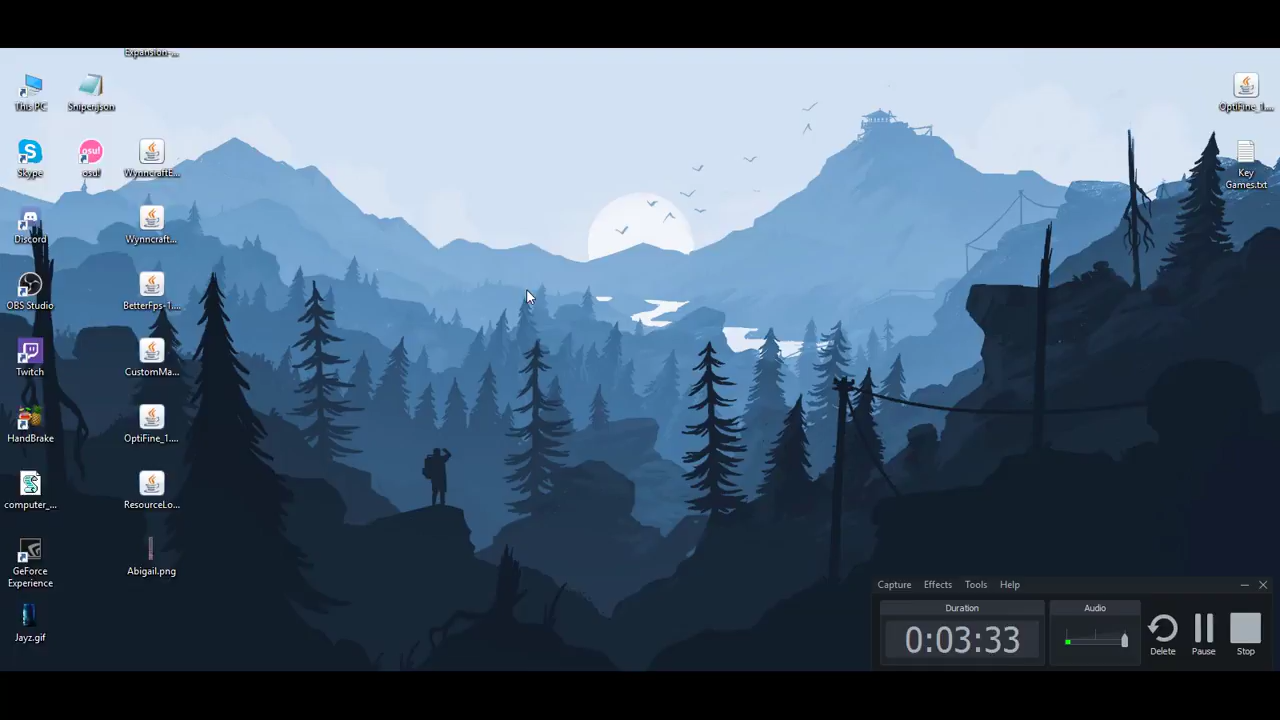 Expansion-...
This PC
Sniper.json
OptiFine_1....
Skype
osu!
osu!
WynncraftE...
Key
Games.txt
Discord
Wynncraft...
OBS Studio
BetterFps-1....
Twitch
CustomMa...
HandBrake
OptiFine_1....
computer_...
ResourceLo...
GeForce
Experience
Abigail.png
Jayz.gif
Capture Effects Tools Help
Duration
Audio
0:03:33
Delete
Pause
Stop